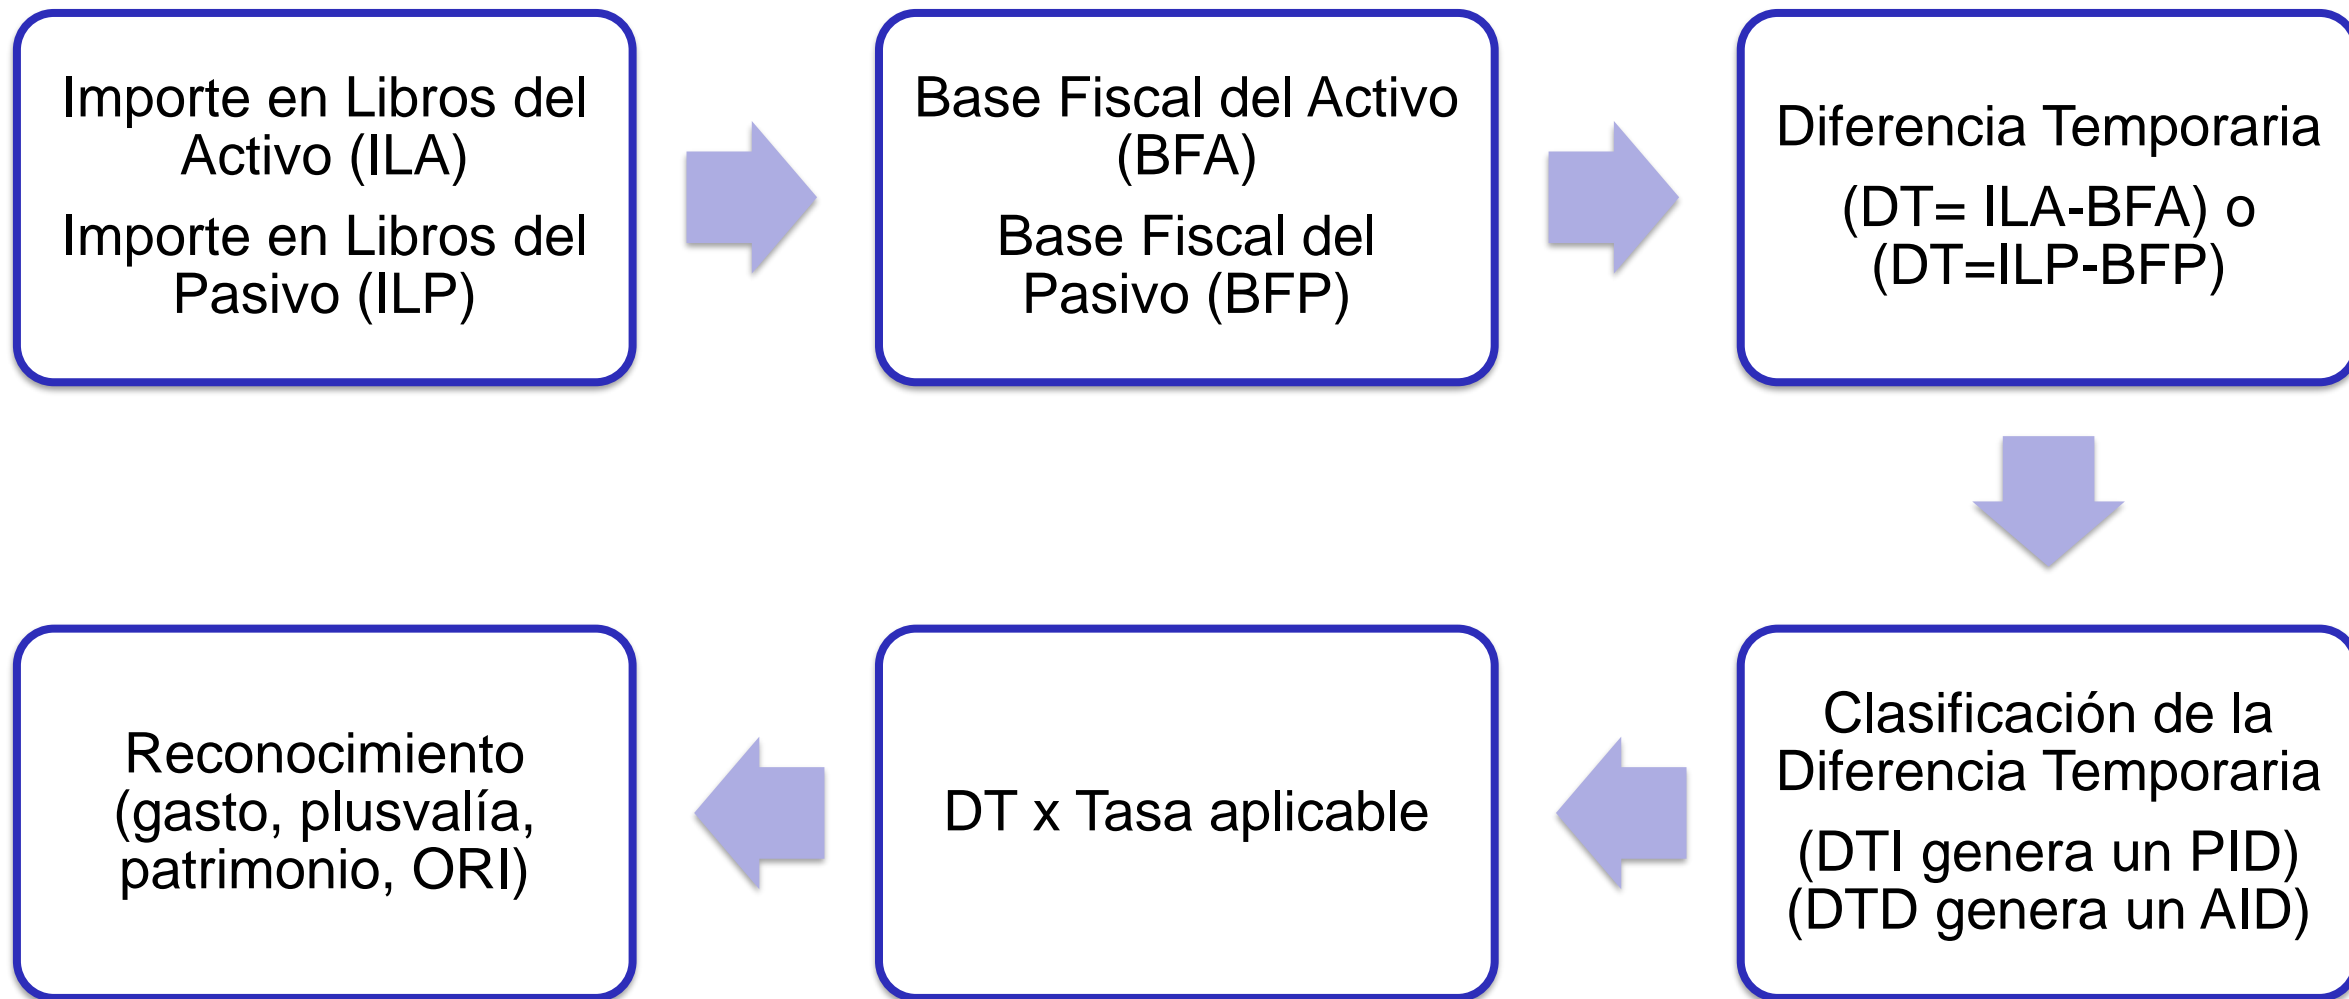 Importe en Libros del
Activo (ILA)
Importe en Libros del
Pasivo (ILP)
Base Fiscal del Activo
(BFA)
Base Fiscal del
Pasivo (BFP)
Diferencia Temporaria
(DT= ILA-BFA) o
(DT=ILP-BFP)
Clasificación de la
Diferencia Temporaria
(DTI genera un PID)
(DTD genera un AID)
DT x Tasa aplicable
Reconocimiento
(gasto, plusvalía,
patrimonio, ORI)